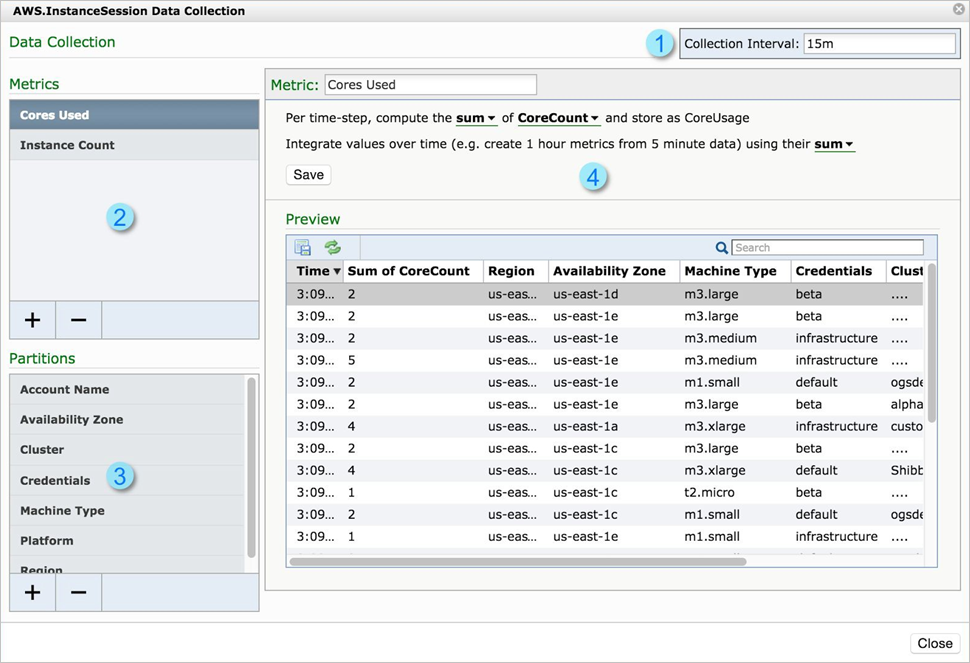 AWS.InstanceSession Data Collection
Data Collection
1
Collection Interval: 15m
Metrics
Cores Used
Instance Count
2
+ −
Partitions
Account Name
Availability Zone
Cluster
Credentials
3
Machine Type
Platform
Region
+ −
Metric: Cores Used
Per time-step, compute the sum of CoreCount and store as CoreUsage
Integrate values over time (e.g. create 1 hour metrics from 5 minute data) using their sum
Save
4
Preview
Search
Time Sum of CoreCount Region Availability Zone Machine Type Credentials Clust
3:09... 2 us-eas... us-east-1d m3.large beta ....
3:09... 2 us-eas... us-east-1e m3.large beta ....
3:09... 2 us-eas... us-east-1e m3.medium infrastructure ....
3:09... 5 us-eas... us-east-1e m3.medium infrastructure ....
3:09... 2 us-eas... us-east-1e m1.small default ogsde
3:09... 2 us-eas... us-east-1e m3.large beta alpha
3:09... 4 us-eas... us-east-1a m3.xlarge infrastructure custo
3:09... 2 us-eas... us-east-1c m3.large beta ....
3:09... 4 us-eas... us-east-1c m3.xlarge default Shibb
3:09... 1 us-eas... us-east-1c t2.micro beta ....
3:09... 2 us-eas... us-east-1c m1.small default ogsde
3:09... 1 us-eas... us-east-1e m1.small infrastructure ....
Close